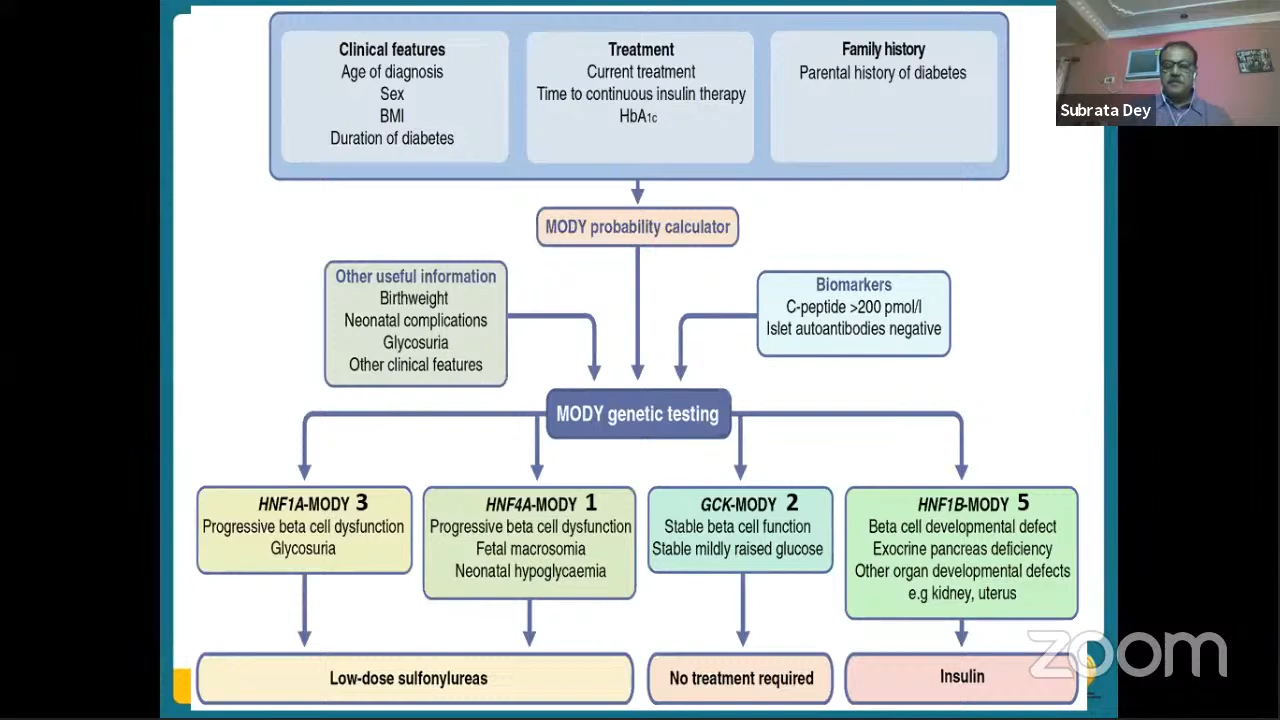 Clinical features
Age of diagnosis
Sex
BMI
Duration of diabetes
Treatment
Current treatment
Time to continuous insulin therapy
HbA1c
Family history
Parental history of diabetes
Subrata Dey
MODY probability calculator
Other useful information
Birthweight
Neonatal complications
Glycosuria
Other clinical features
Biomarkers
C-peptide >200 pmol/l
Islet autoantibodies negative
MODY genetic testing
HNF1A-MODY 3
Progressive beta cell dysfunction
Glycosuria
HNF4A-MODY 1
Progressive beta cell dysfunction
Fetal macrosomia
Neonatal hypoglycaemia
GCK-MODY 2
Stable beta cell function
Stable mildly raised glucose
HNF1B-MODY 5
Beta cell developmental defect
Exocrine pancreas deficiency
Other organ developmental defects
e.g kidney, uterus
Low-dose sulfonylureas
No treatment required
Insulin
zoom